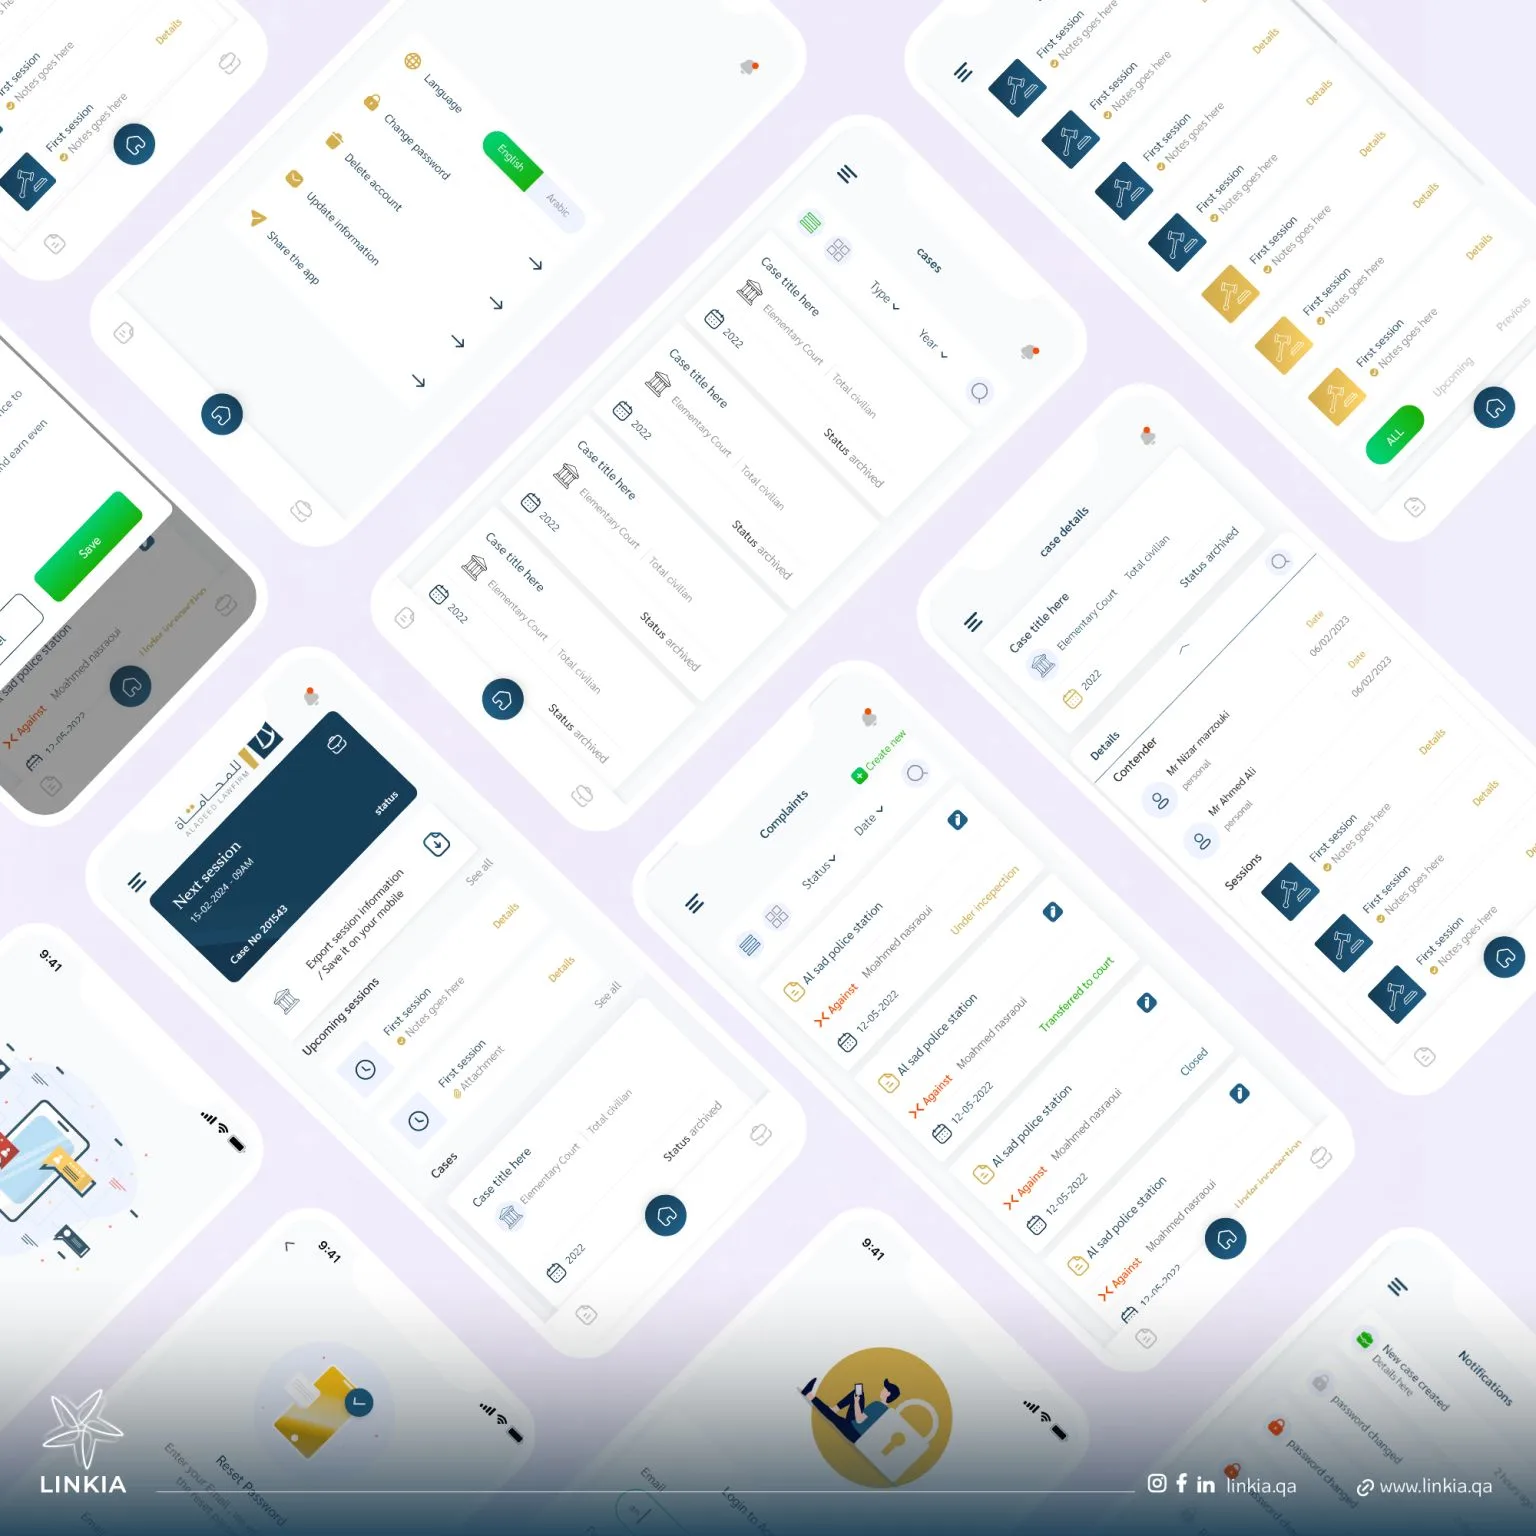 Details
First session
Notes goes here
First session
Notes goes here
Language
Change password
Delete account
Update information
Share the app
English
Arabic
cases
Type
Year
Case title here
Elementary Court
Total civilian
2022
Status archived
Case title here
Elementary Court
Total civilian
2022
Status archived
Case title here
Elementary Court
Total civilian
2022
Status archived
Case title here
Elementary Court
Total civilian
2022
Status archived
First session
Notes goes here
Details
First session
Notes goes here
Details
First session
Notes goes here
Details
First session
Notes goes here
Details
First session
Notes goes here
Details
First session
Notes goes here
First session
Notes goes here
ALL
Upcoming
Previous
nd earn even
Save
sad police station
Against
Moahmed nasraoui
Under incepection
12-05-2022
للمحاماة
ALADEED LAWFIRM
Next session
15-02-2024 - 09AM
Case No 201543
status
Export session information
/ Save it on your mobile
Upcoming sessions
See all
First session
Notes goes here
Details
First session
Attachment
Details
Cases
See all
Case title here
Elementary Court
Total civilian
2022
Status archived
Complaints
Create new
Status
Date
Al sad police station
Against
Moahmed nasraoui
12-05-2022
Under incepection
Al sad police station
Against
Moahmed nasraoui
12-05-2022
Transferred to court
Al sad police station
Against
Moahmed nasraoui
12-05-2022
Closed
Al sad police station
Against
Moahmed nasraoui
12-05-2022
Under incepection
case details
Case title here
Elementary Court
Total civilian
2022
Status archived
Details
Contender
Mr Nizar marzouki
personal
Date
06/02/2023
Mr Ahmed Ali
personal
Date
06/02/2023
Sessions
First session
Notes goes here
Details
First session
Notes goes here
Details
First session
Notes goes here
9:41
9:41
Reset Password
Enter your Email
9:41
Email
Notifications
New case created
Details here
password changed
password changed
LINKIA
linkia.qa
www.linkia.qa